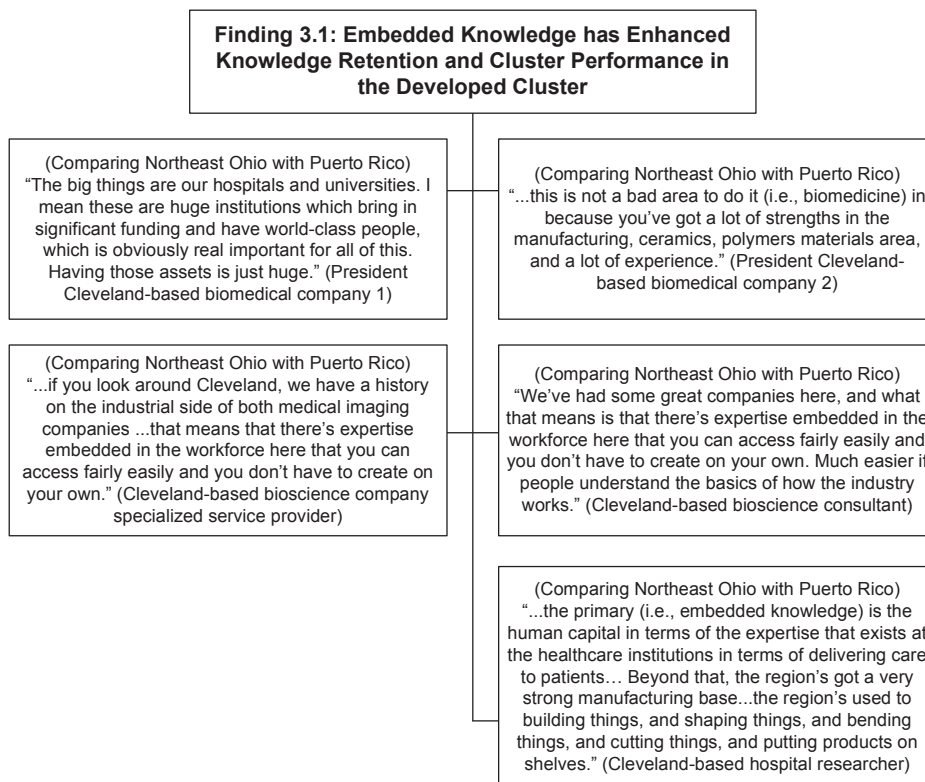 Finding 3.1: Embedded Knowledge has Enhanced
Knowledge Retention and Cluster Performance in
the Developed Cluster
(Comparing Northeast Ohio with Puerto Rico)
“The big things are our hospitals and universities. I
mean these are huge institutions which bring in
significant funding and have world-class people,
which is obviously real important for all of this.
Having those assets is just huge.” (President
Cleveland-based biomedical company 1)
(Comparing Northeast Ohio with Puerto Rico)
“...this is not a bad area to do it (i.e., biomedicine) in
because you’ve got a lot of strengths in the
manufacturing, ceramics, polymers materials area,
and a lot of experience.” (President Cleveland-
based biomedical company 2)
(Comparing Northeast Ohio with Puerto Rico)
“...if you look around Cleveland, we have a history
on the industrial side of both medical imaging
companies ...that means that there’s expertise
embedded in the workforce here that you can
access fairly easily and you don’t have to create on
your own.” (Cleveland-based bioscience company
specialized service provider)
(Comparing Northeast Ohio with Puerto Rico)
“We’ve had some great companies here, and what
that means is that there’s expertise embedded in the
workforce here that you can access fairly easily and
you don’t have to create on your own. Much easier if
people understand the basics of how the industry
works.” (Cleveland-based bioscience consultant)
(Comparing Northeast Ohio with Puerto Rico)
“...the primary (i.e., embedded knowledge) is the
human capital in terms of the expertise that exists at
the healthcare institutions in terms of delivering care
to patients… Beyond that, the region’s got a very
strong manufacturing base...the region’s used to
building things, and shaping things, and bending
things, and cutting things, and putting products on
shelves.” (Cleveland-based hospital researcher)